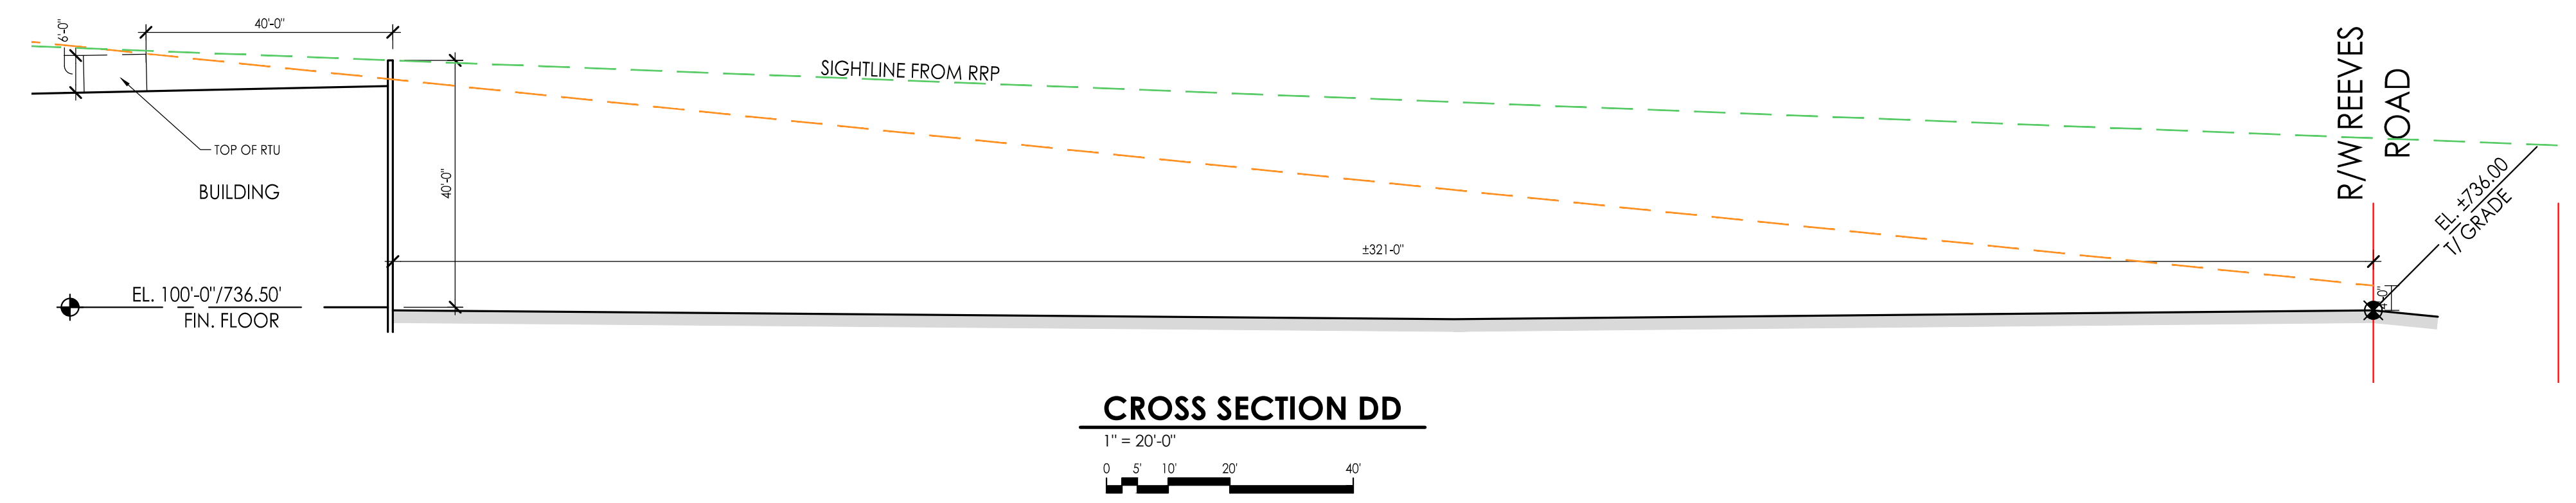 6'-0"
40'-0"
SIGHTLINE FROM RRP
TOP OF RTU
BUILDING
40'-0"
R/W REEVES
ROAD
EL. ±736.00
T/ GRADE
±321-0"
4'-0"
EL. 100'-0"/736.50'
FIN. FLOOR
CROSS SECTION DD
1" = 20'-0"
0 5' 10' 20' 40'